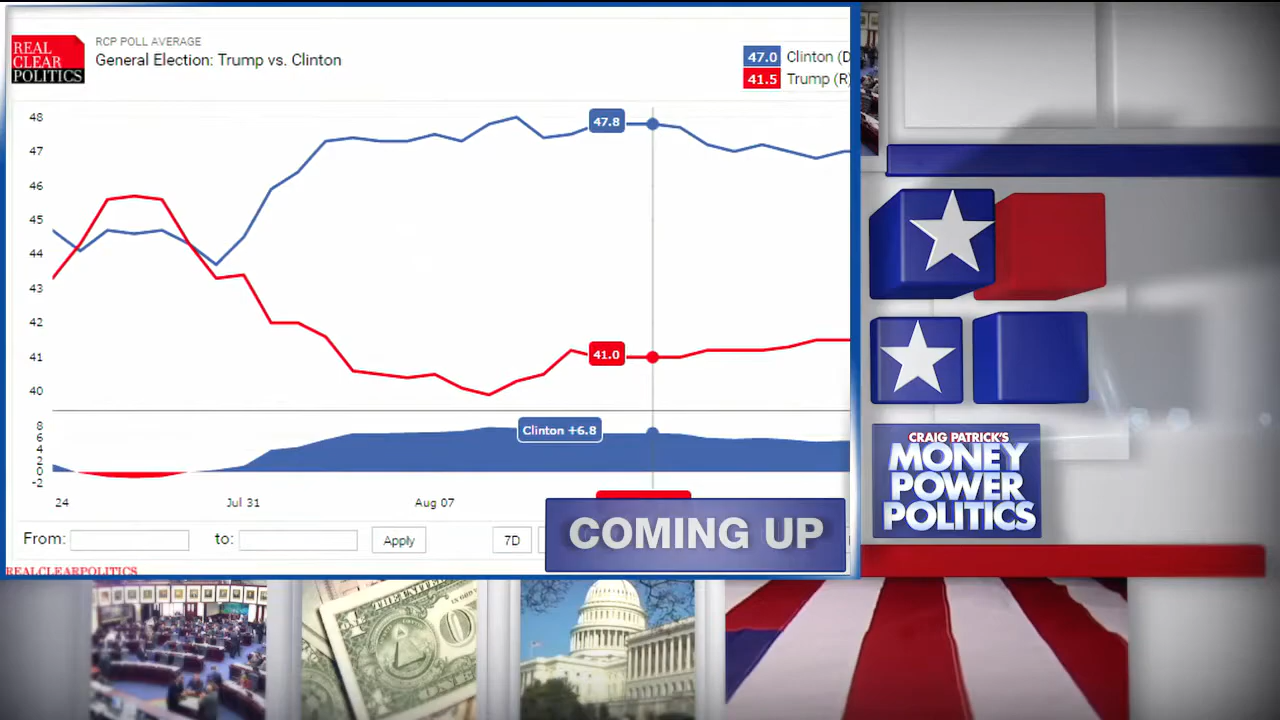 REAL
CLEAR
POLITICS
RCP POLL AVERAGE
General Election: Trump vs. Clinton
47.0 Clinton (D
41.5 Trump (R)
48
47
46
45
44
43
42
41
40
47.8
41.0
Clinton +6.8
8
6
4
2
0
-2
24
Jul 31
Aug 07
From:
to:
Apply
7D
COMING UP
REALCLEARPOLITICS
CRAIG PATRICK'S
MONEY
POWER
POLITICS